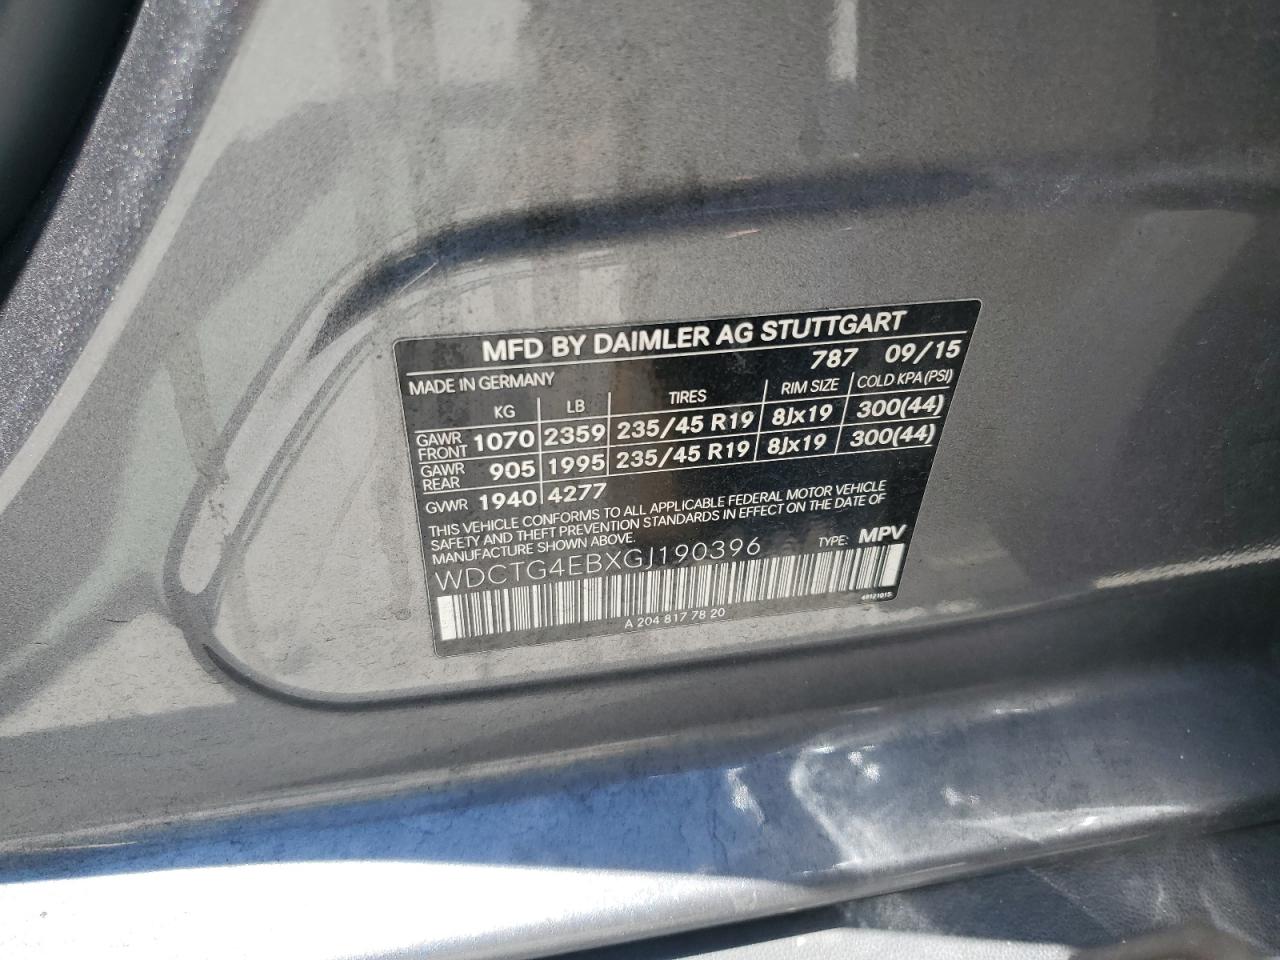 MFD BY DAIMLER AG STUTTGART
787 09/15
MADE IN GERMANY
KG LB TIRES RIM SIZE COLD KPA (PSI)
GAWR FRONT 1070 2359 235/45 R19 8Jx19 300(44)
GAWR REAR 905 1995 235/45 R19 8Jx19 300(44)
GVWR 1940 4277
THIS VEHICLE CONFORMS TO ALL APPLICABLE FEDERAL MOTOR VEHICLE
SAFETY AND THEFT PREVENTION STANDARDS IN EFFECT ON THE DATE OF
MANUFACTURE SHOWN ABOVE.
TYPE: MPV
WDCTG4EBXGJ190396
A 204 817 78 20